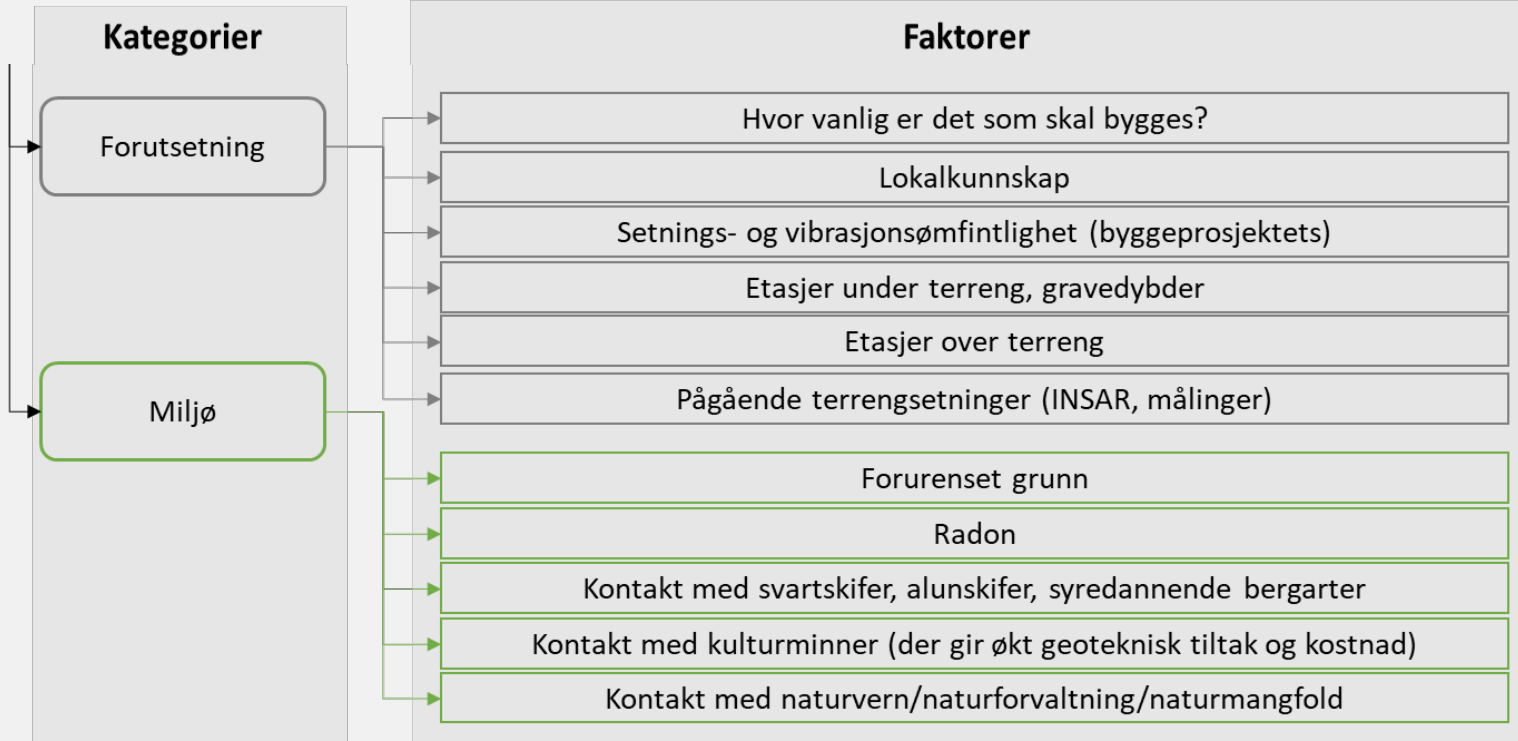 Kategorier
Faktorer
Forutsetning
Hvor vanlig er det som skal bygges?
Lokalkunnskap
Setnings- og vibrasjonsømfintlighet (byggeprosjektets)
Etasjer under terreng, gravedybder
Etasjer over terreng
Pågående terrengsetninger (INSAR, målinger)
Miljø
Forurenset grunn
Radon
Kontakt med svartskifer, alunskifer, syredannende bergarter
Kontakt med kulturminner (der gir økt geoteknisk tiltak og kostnad)
Kontakt med naturvern/naturforvaltning/naturmangfold